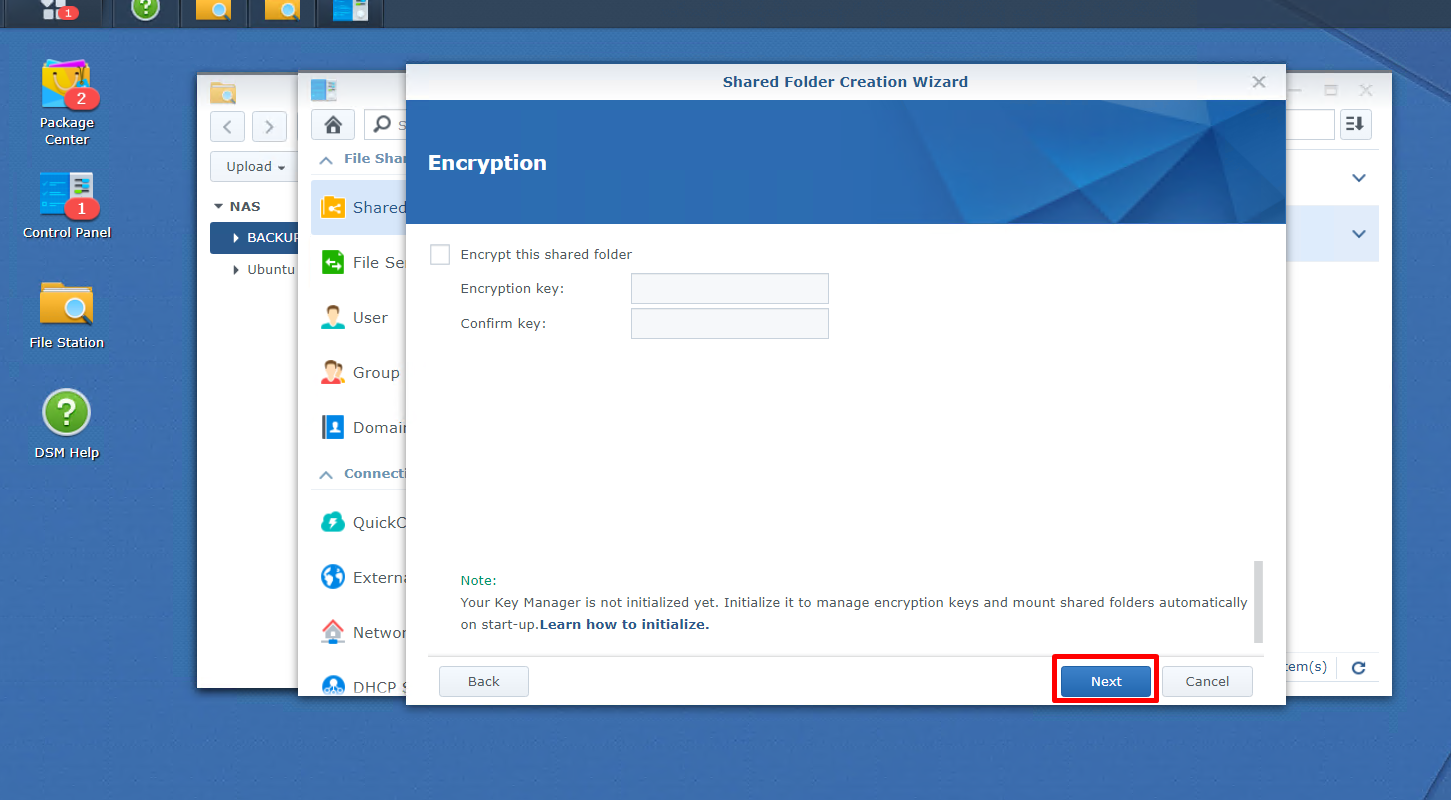 1
Shared Folder Creation Wizard
2
Package
Center
Upload
File Shar
Encryption
NAS
Shared
1
Control Panel
BACKUP
Encrypt this shared folder
File Se
Ubuntu
Encryption key:
User
Confirm key:
File Station
Group
Domain
DSM Help
Connecti
QuickC
Externa
Note:
Your Key Manager is not initialized yet. Initialize it to manage encryption keys and mount shared folders automatically
on start-up.Learn how to initialize.
Networ
tem(s)
DHCP S
Back
Next
Cancel